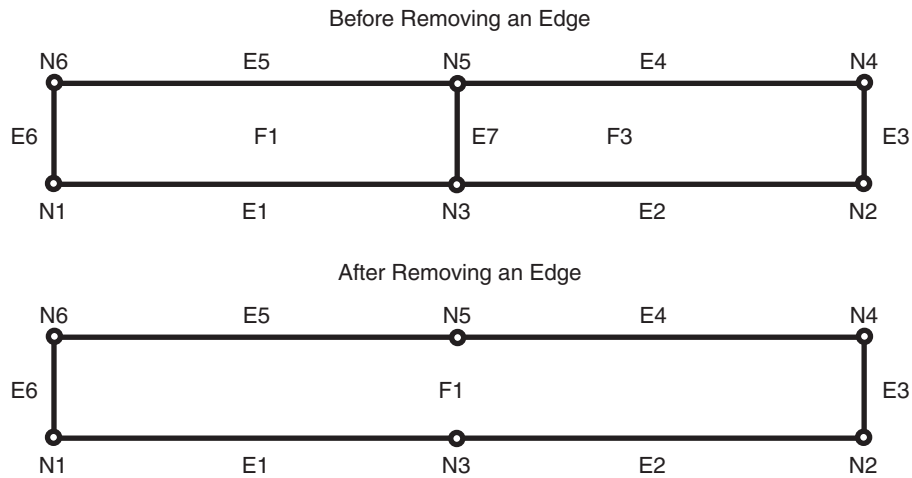 Before Removing an Edge
N6 E5 N5 E4 N4
E6 F1 E7 F3 E3
N1 E1 N3 E2 N2
After Removing an Edge
N6 E5 N5 E4 N4
E6 F1 E3
N1 E1 N3 E2 N2